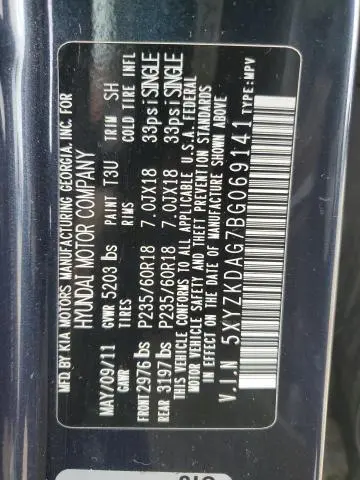 MFD. BY KIA MOTORS MANUFACTURING GEORGIA, INC. FOR
HYUNDAI MOTOR COMPANY
MAY/09/11 GVWR 5203 lbs PAINT T3U TRIM SH
GAWR RIMS COLD TIRE INFL
FRONT 2976 lbs P235/60R18 7.0JX18 33psi SINGLE
REAR 3197 lbs P235/60R18 7.0JX18 33psi SINGLE
THIS VEHICLE CONFORMS TO ALL APPLICABLE U.S.A. FEDERAL
MOTOR VEHICLE SAFETY AND THEFT PREVENTION STANDARDS
IN EFFECT ON THE DATE OF MANUFACTURE SHOWN ABOVE.
V.I.N 5XYZKDAG7BG069141 TYPE:MPV